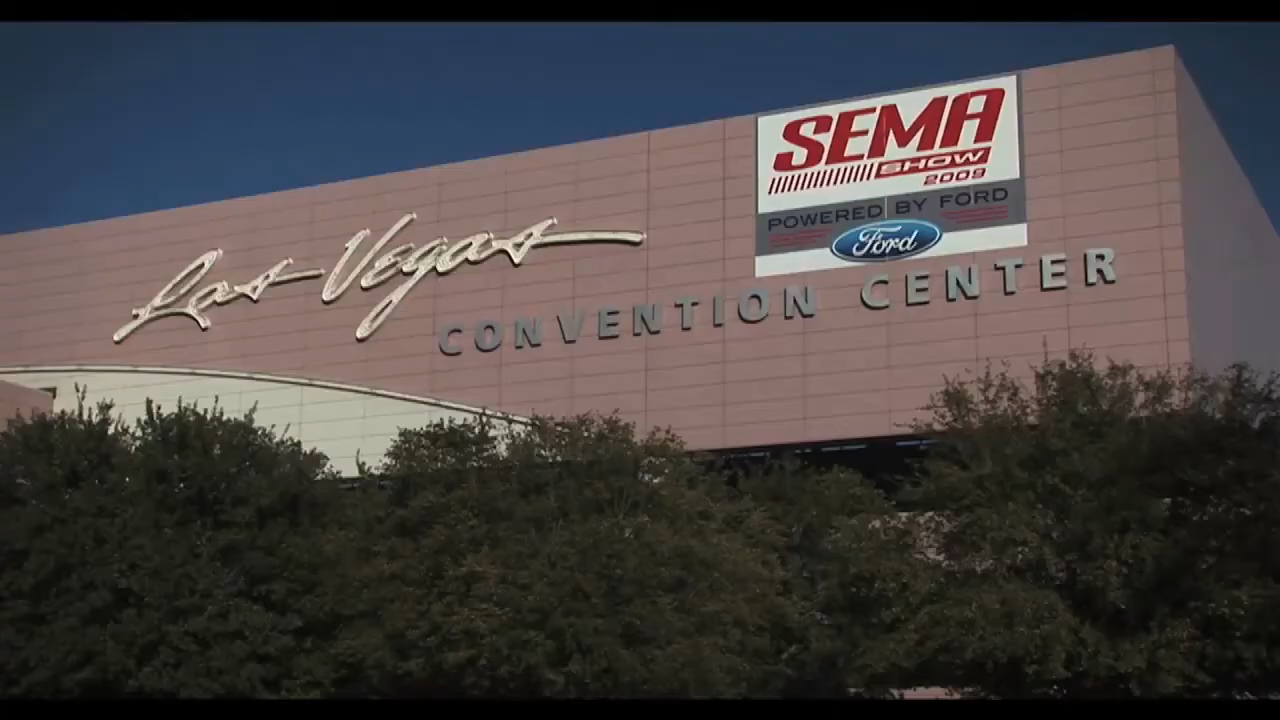 Las Vegas
CONVENTION CENTER
SEMA
SHOW
2009
POWERED BY FORD
Ford